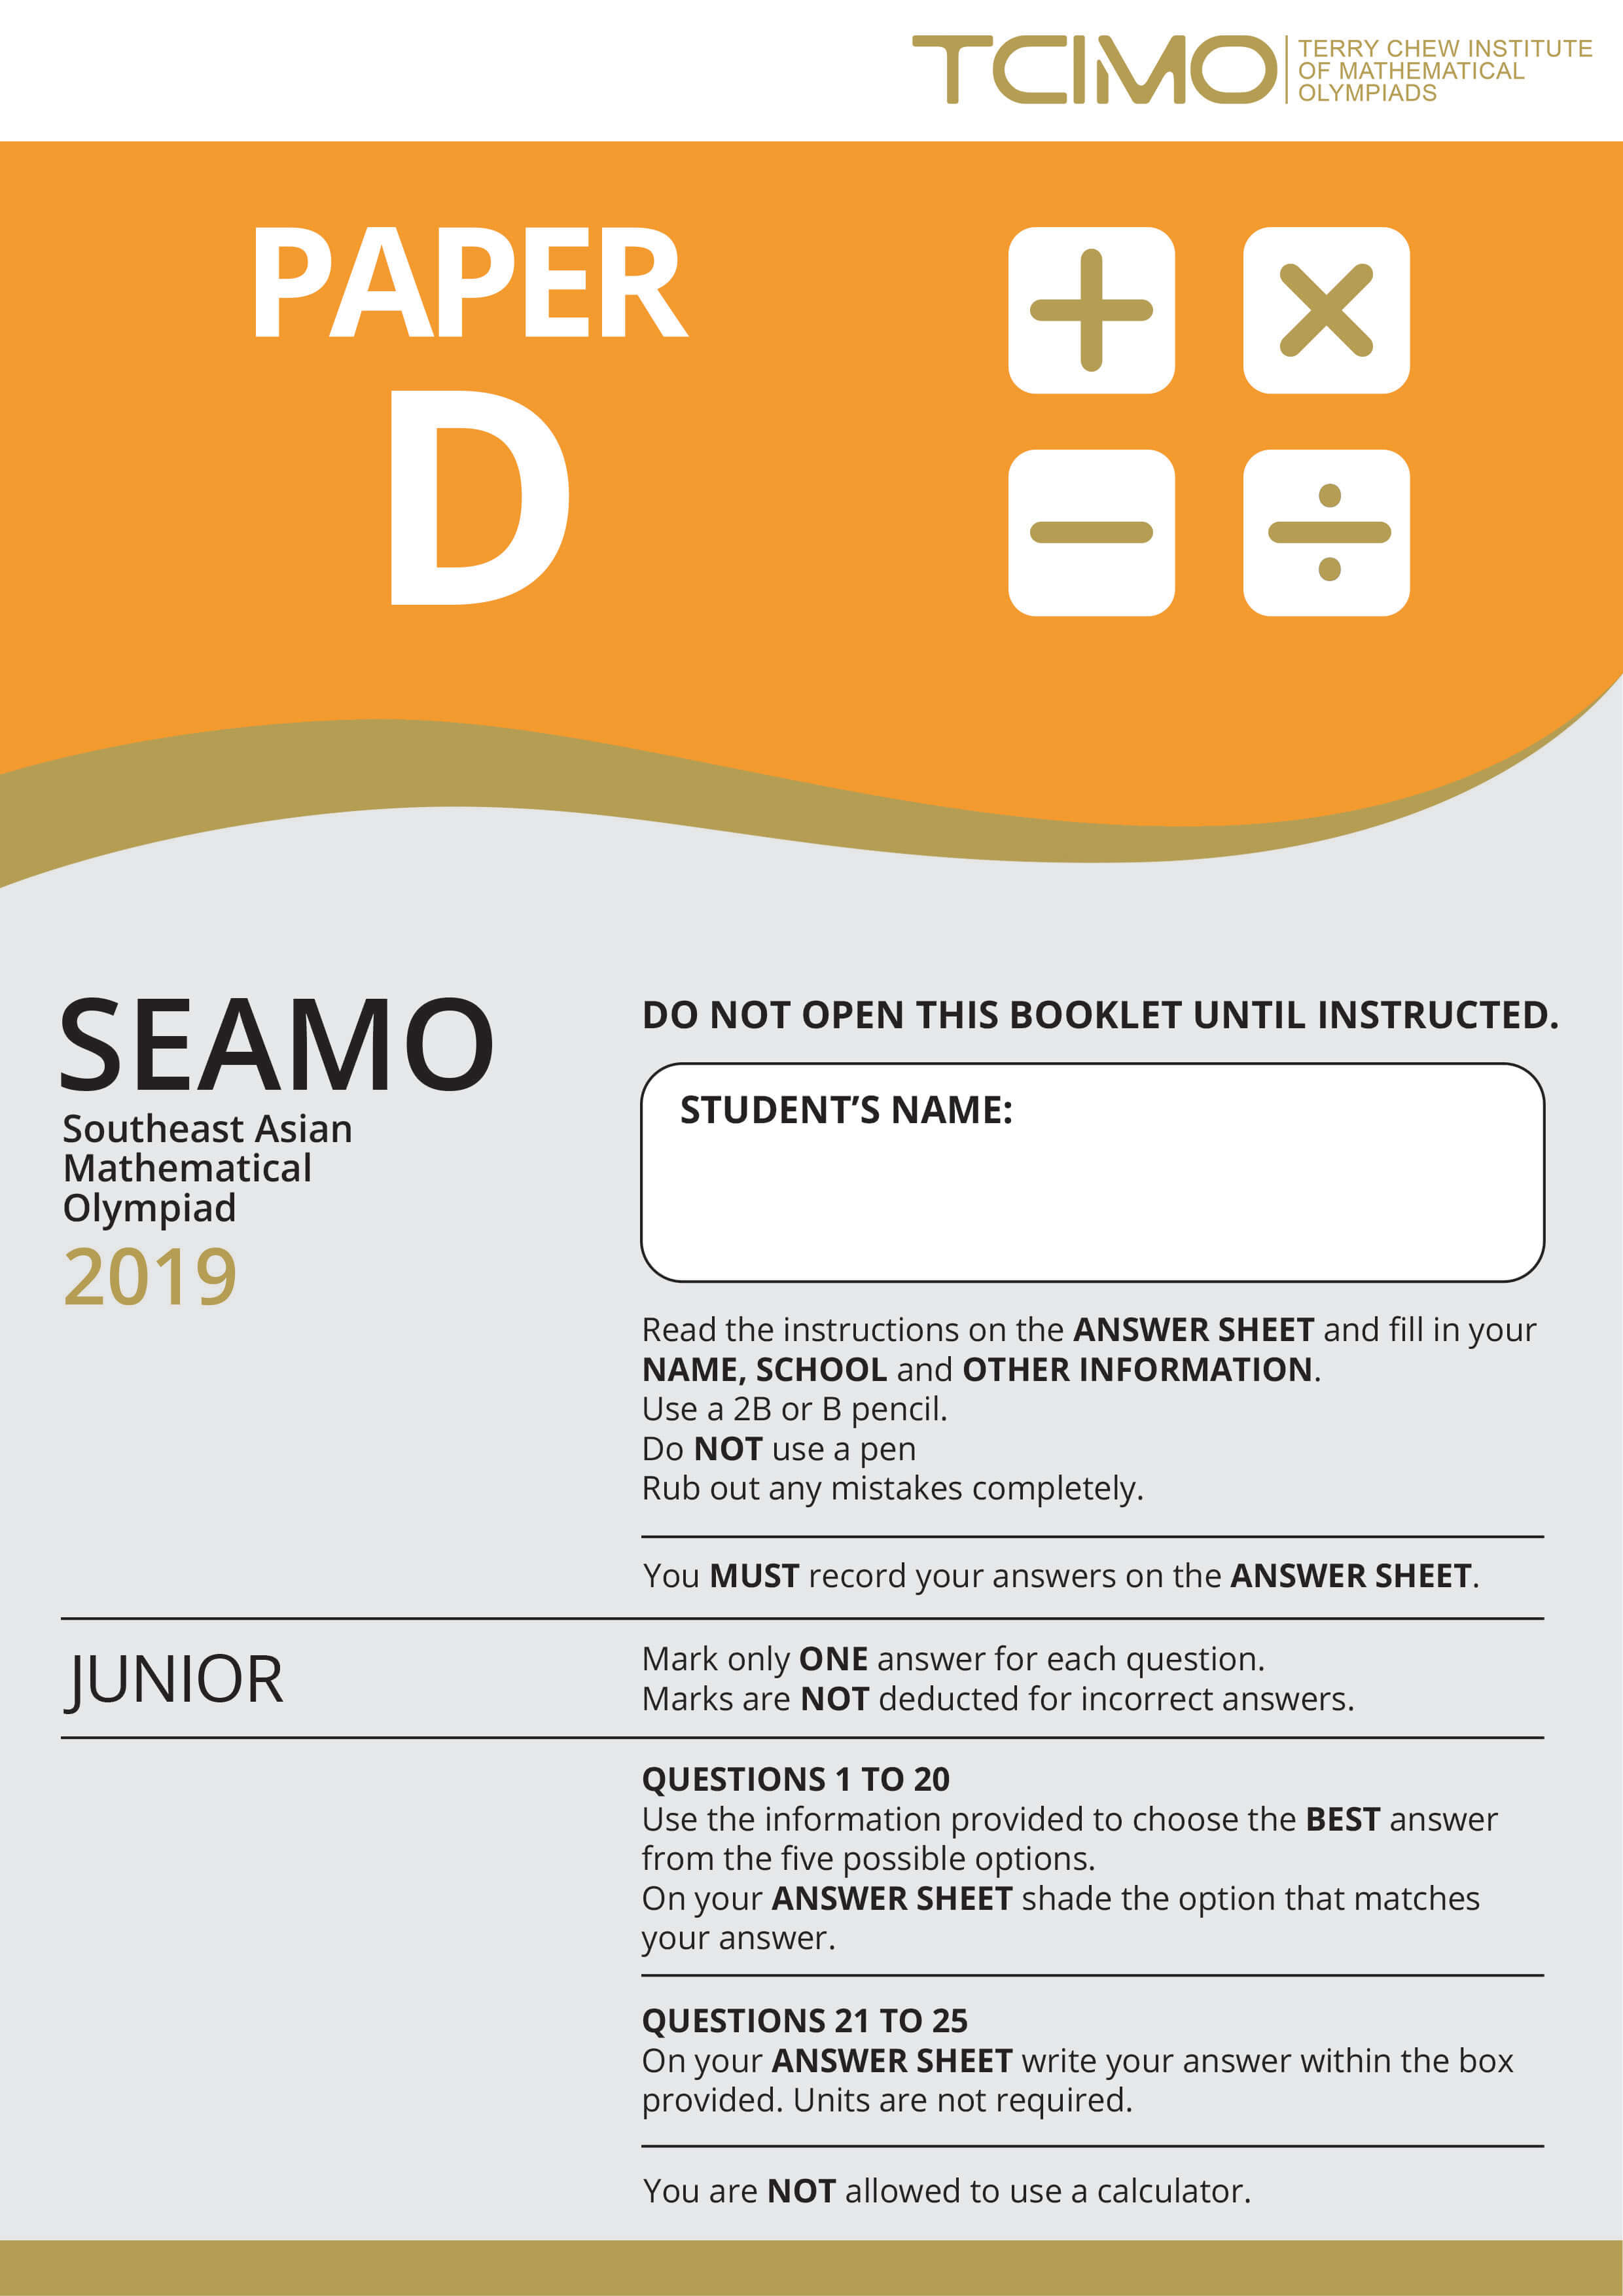 TCIMO
TERRY CHEW INSTITUTE
OF MATHEMATICAL
OLYMPIADS
PAPER
D
SEAMO
Southeast Asian
Mathematical
Olympiad
2019
DO NOT OPEN THIS BOOKLET UNTIL INSTRUCTED.
STUDENT’S NAME:
Read the instructions on the ANSWER SHEET and fill in your
NAME, SCHOOL and OTHER INFORMATION.
Use a 2B or B pencil.
Do NOT use a pen
Rub out any mistakes completely.
You MUST record your answers on the ANSWER SHEET.
JUNIOR
Mark only ONE answer for each question.
Marks are NOT deducted for incorrect answers.
QUESTIONS 1 TO 20
Use the information provided to choose the BEST answer
from the five possible options.
On your ANSWER SHEET shade the option that matches
your answer.
QUESTIONS 21 TO 25
On your ANSWER SHEET write your answer within the box
provided. Units are not required.
You are NOT allowed to use a calculator.